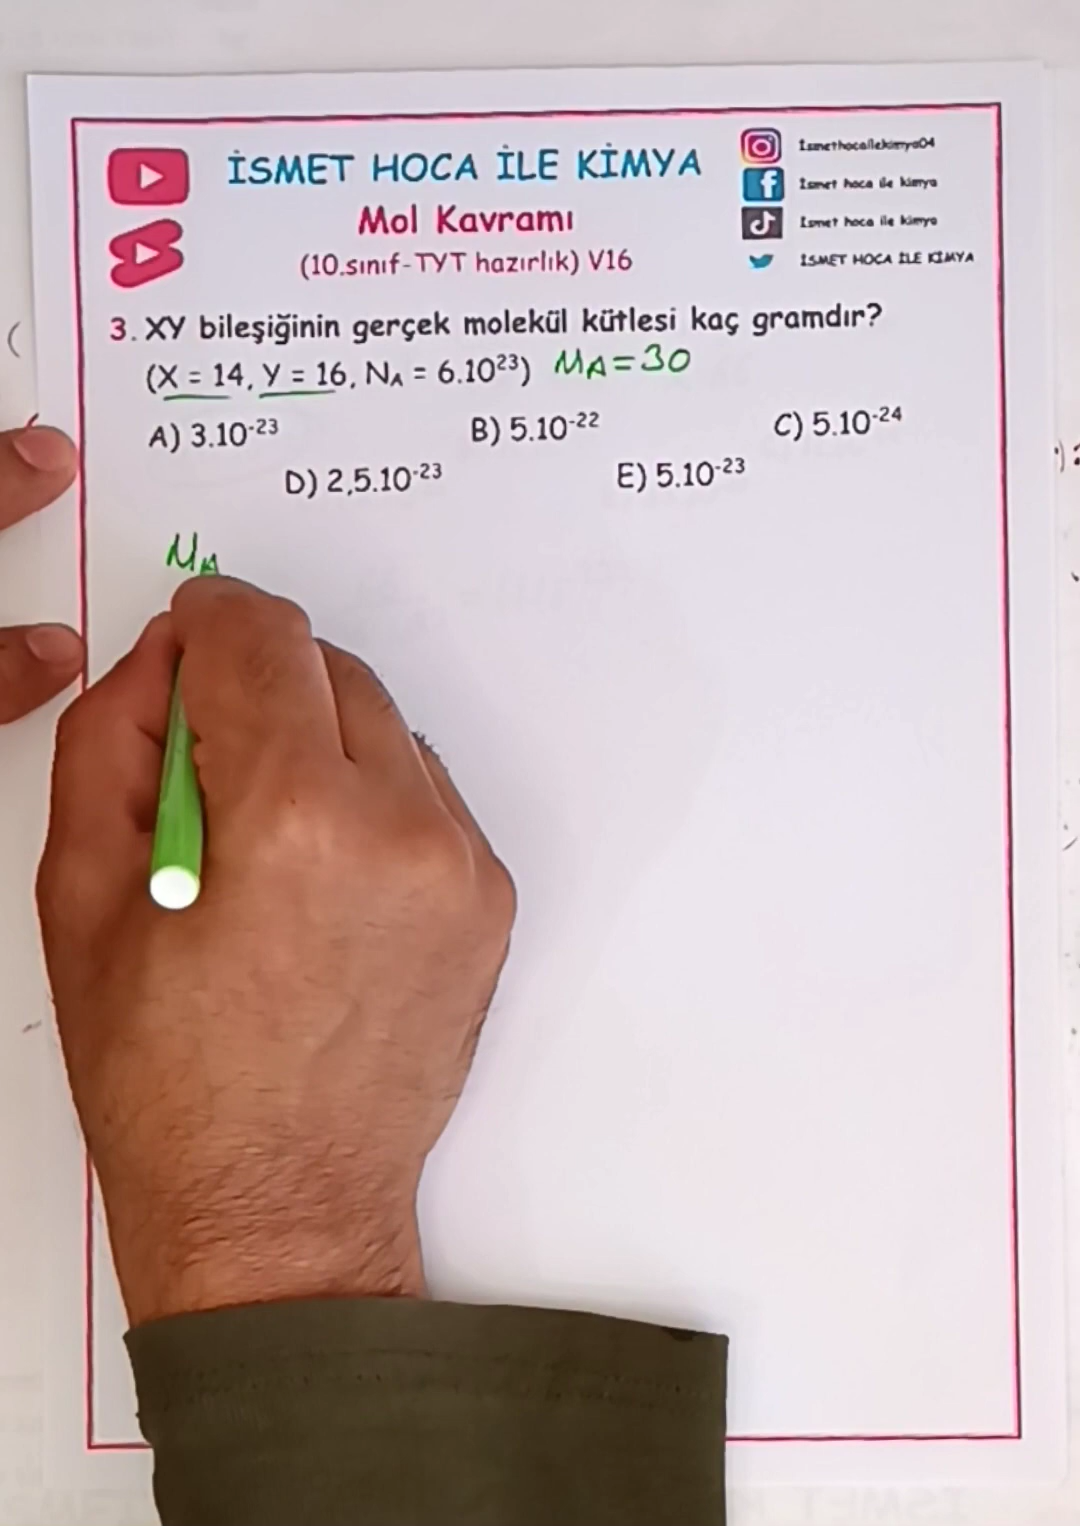 İSMET HOCA İLE KİMYA
Mol Kavramı
(10.sınıf-TYT hazırlık) V16
İsmethocailekimya04
İsmet hoca ile kimya
İsmet hoca ile kimya
İSMET HOCA İLE KİMYA
3. XY bileşiğinin gerçek molekül kütlesi kaç gramdır?
(X = 14, Y = 16, N_A = 6.10²³) MA=30
A) 3.10⁻²³ B) 5.10⁻²² C) 5.10⁻²⁴
D) 2,5.10⁻²³ E) 5.10⁻²³
MA